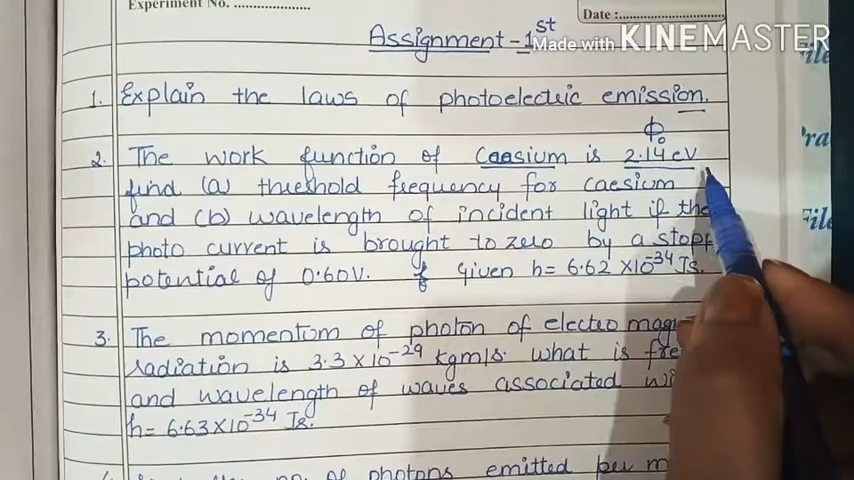 Experiment No. ....................
Date :
Assignment - 1st
Made with KINEMASTER
1. Explain the laws of photoelectric emission.
ϕ₀
2. The work function of Caesium is 2.14 eV
find (a) threshold frequency for caesium
and (b) wavelength of incident light if the
photo current is brought to zero by a stopp
potential of 0.60V. Given h = 6.62 × 10⁻³⁴ Js.
3. The momentum of photon of electro mag
radiation is 3.3 × 10⁻²⁹ kgm/s. what is fre
and wavelength of waves associated wi
h = 6.63 × 10⁻³⁴ Js.
no. of photons emitted per m